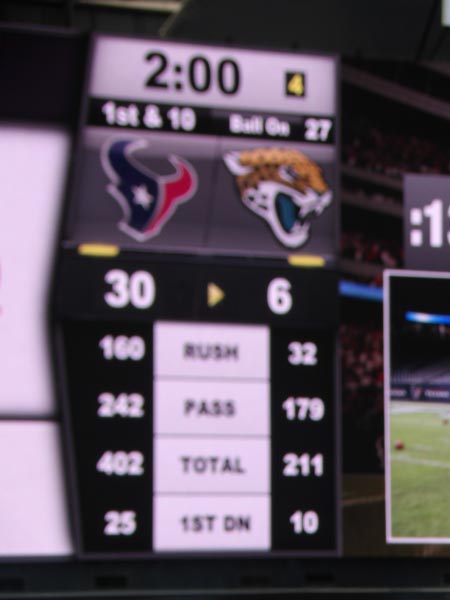 2:00 4
1st & 10 Ball On 27
30 6
160 RUSH 32
242 PASS 179
402 TOTAL 211
25 1ST DN 10
:13